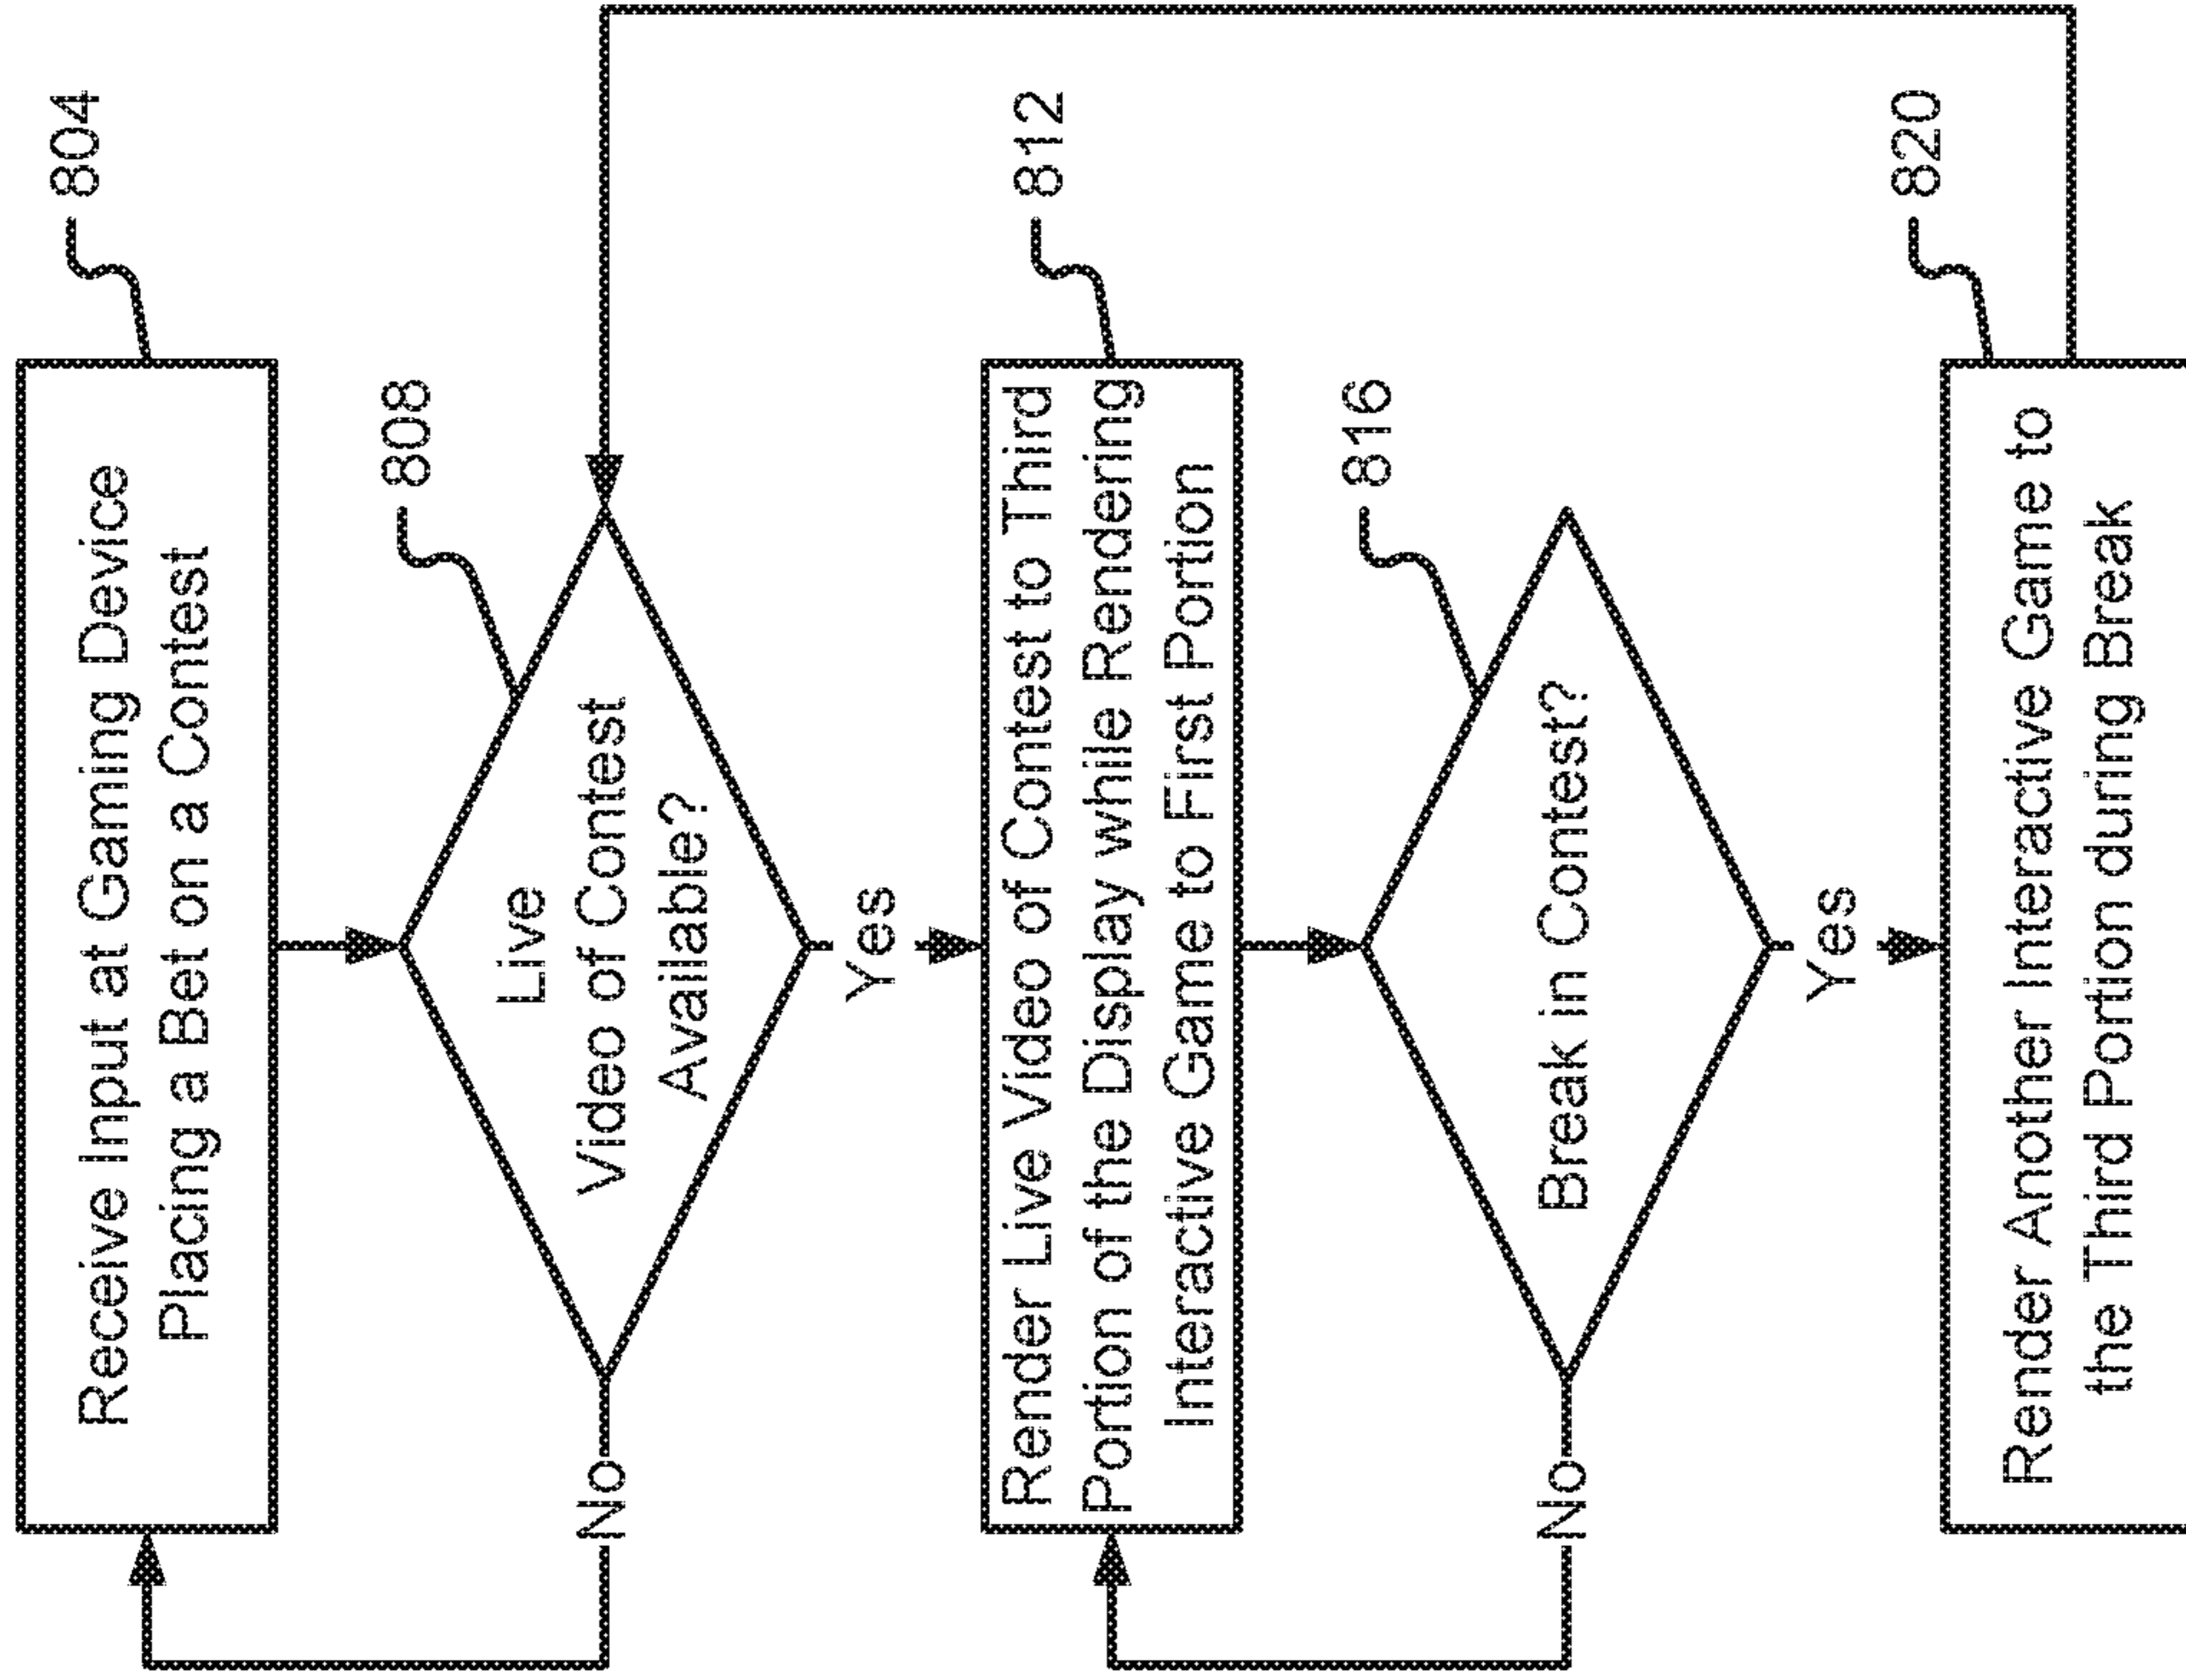 804
Receive Input at Gaming Device
Placing a Bet on a Contest
808
Live
Video of Contest
Available?
No
Yes
812
Render Live Video of Contest to Third
Portion of the Display while Rendering
Interactive Game to First Portion
816
Break in Contest?
No
Yes
820
Render Another Interactive Game to
the Third Portion during Break